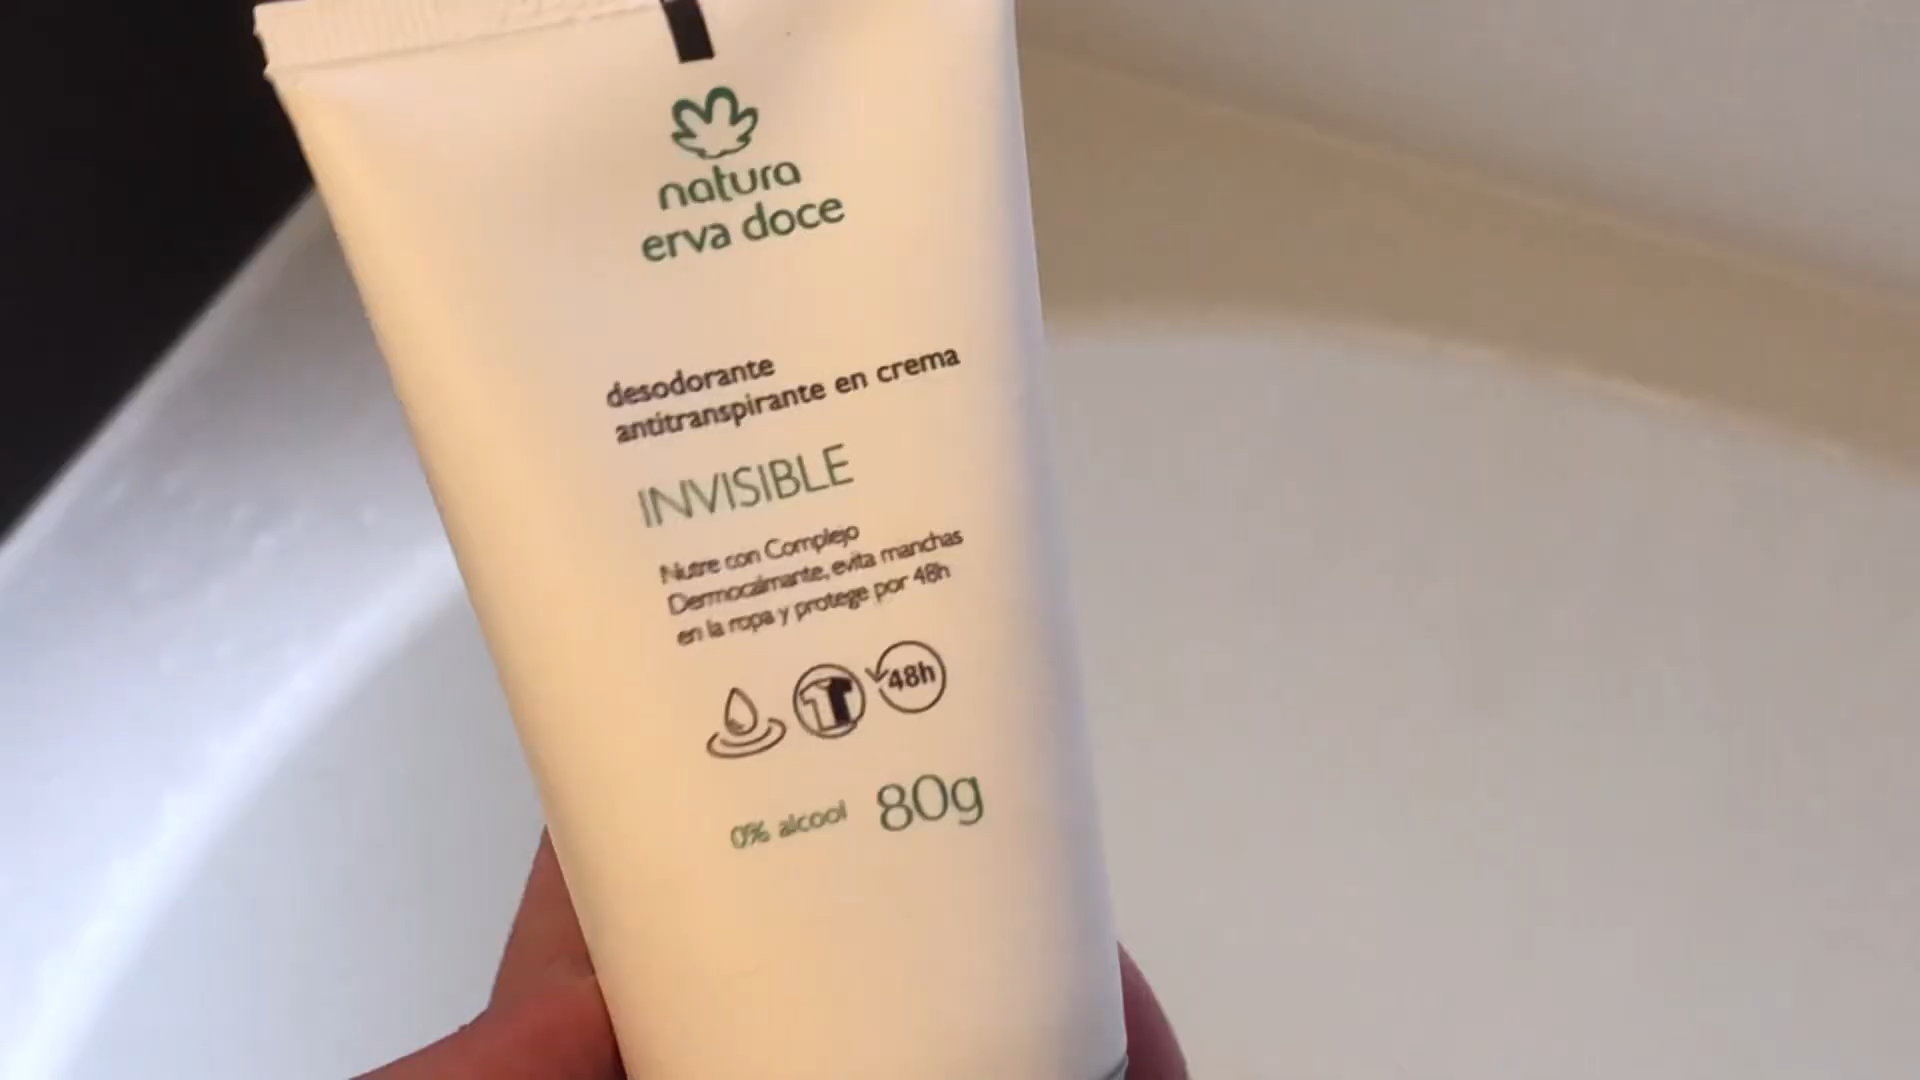 natura
erva doce
desodorante
antitranspirante en crema
INVISIBLE
Nutre con Complejo
Dermocalmante, evita manchas
en la ropa y protege por 48h
48h
0% alcool 80g